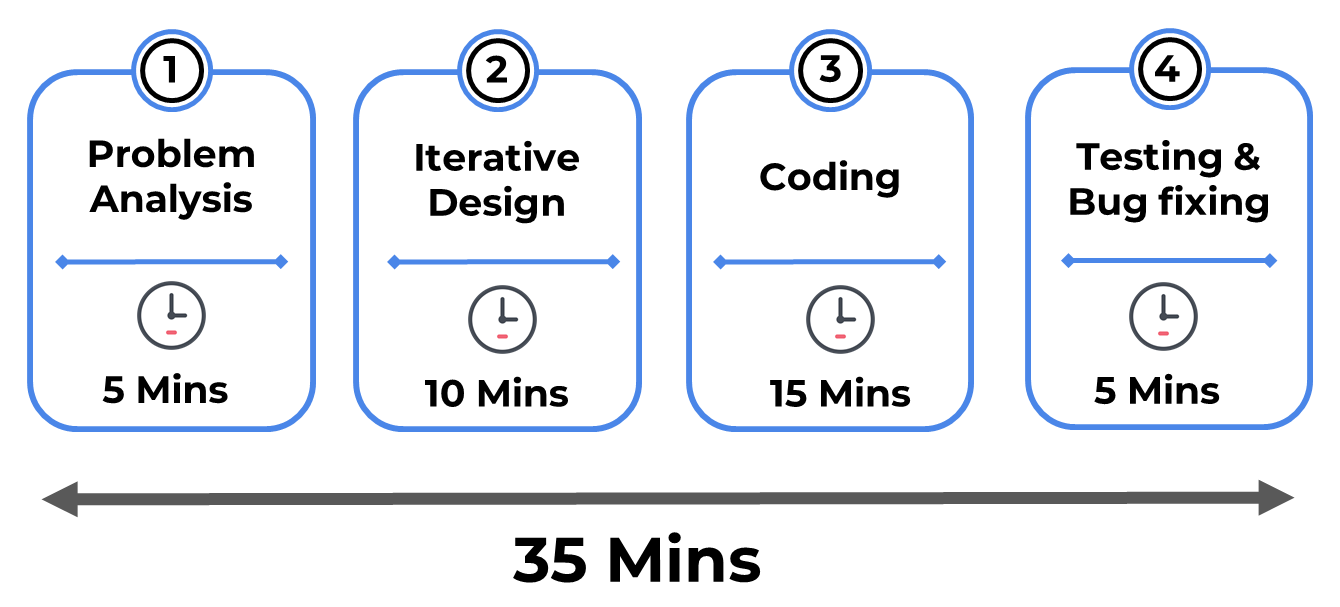 1
Problem
Analysis
5 Mins
2
Iterative
Design
10 Mins
3
Coding
15 Mins
4
Testing &
Bug fixing
5 Mins
35 Mins